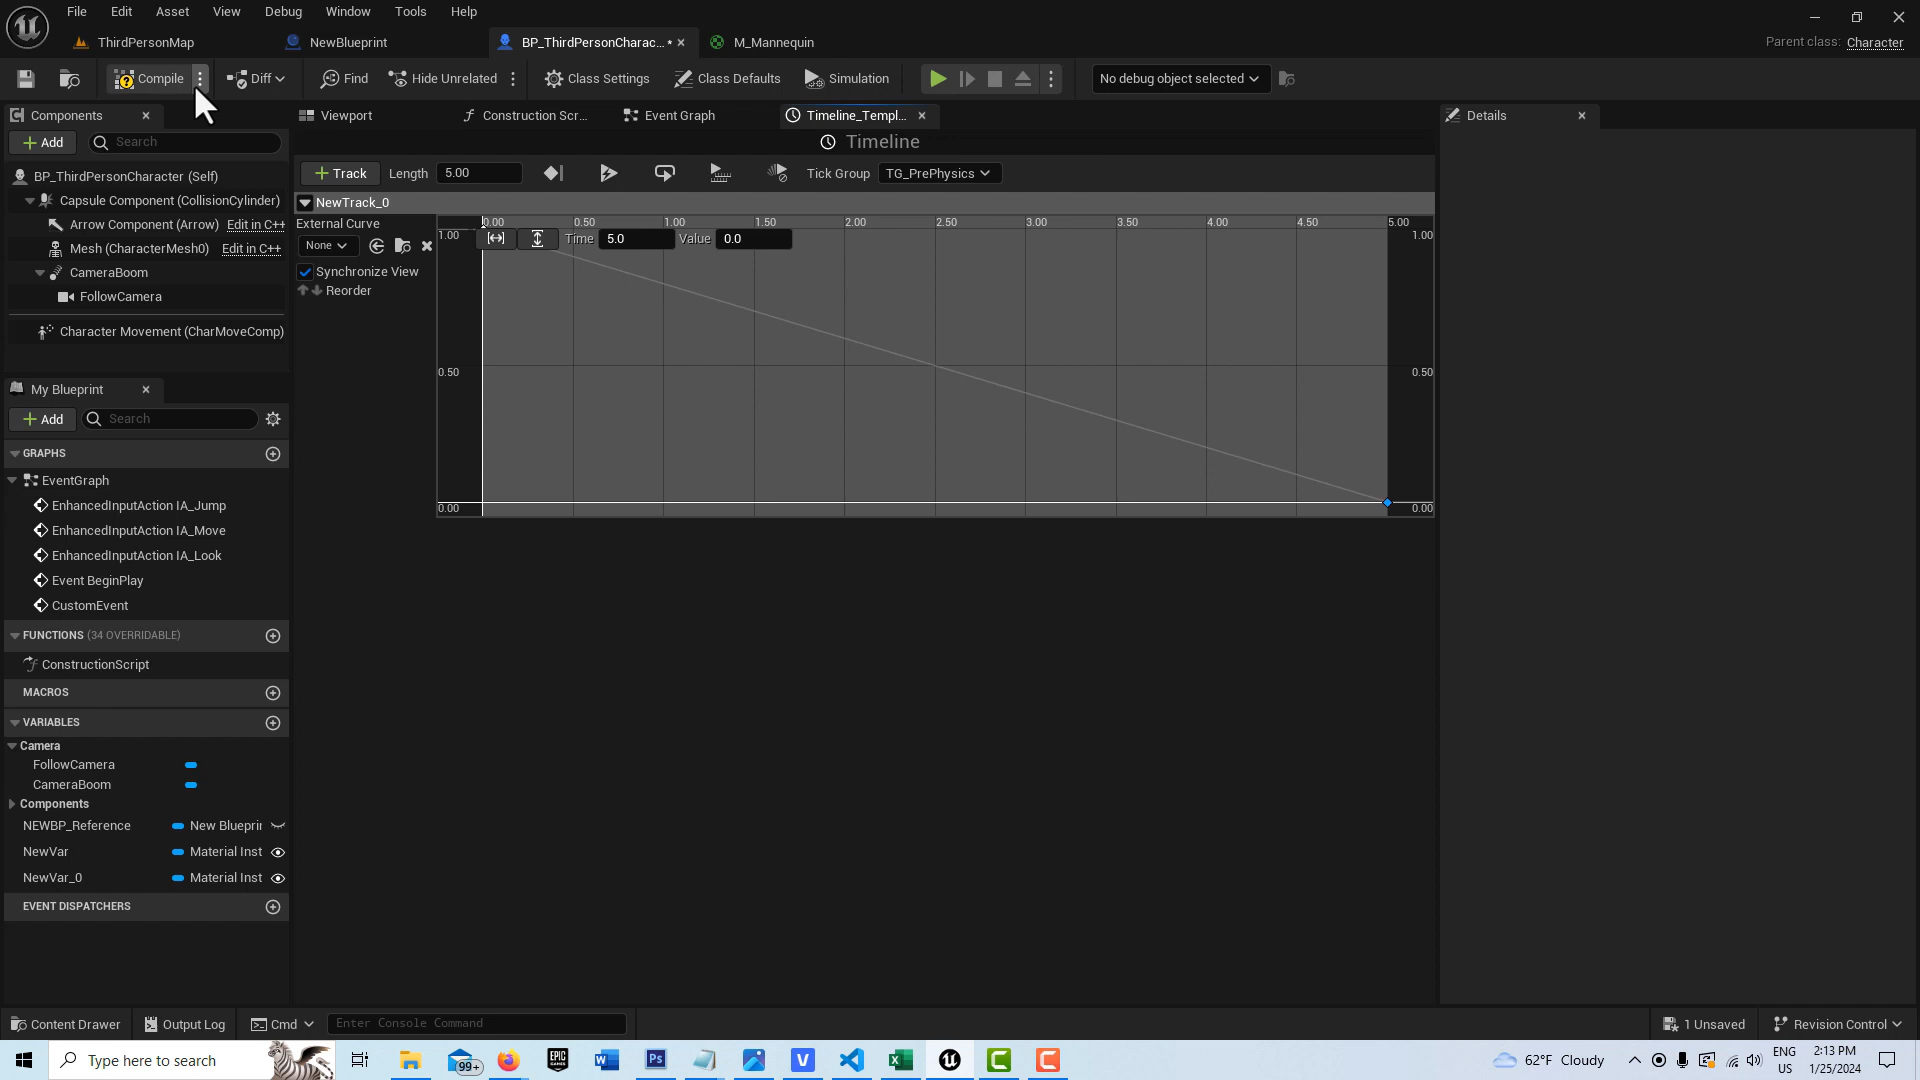 File Edit Asset View Debug Window Tools Help
ThirdPersonMap NewBlueprint BP_ThirdPersonCharac... • M_Mannequin Parent class: Character
Compile Diff Find Hide Unrelated Class Settings Class Defaults Simulation No debug object selected
Components Viewport Construction Scr... Event Graph Timeline_Templ... Details
Add Search Timeline
BP_ThirdPersonCharacter (Self) Track Length 5.00 Tick Group TG_PrePhysics
Capsule Component (CollisionCylinder) NewTrack_0
Arrow Component (Arrow) Edit in C++ External Curve 0.00 0.50 1.00 1.50 2.00 2.50 3.00 3.50 4.00 4.50 5.00
1.00 Time 5.0 Value 0.0 1.00
Mesh (CharacterMesh0) Edit in C++ None
CameraBoom Synchronize View
FollowCamera Reorder
Character Movement (CharMoveComp)
0.50 0.50
My Blueprint
Add Search
GRAPHS
EventGraph
EnhancedInputAction IA_Jump 0.00 0.00
EnhancedInputAction IA_Move
EnhancedInputAction IA_Look
Event BeginPlay
CustomEvent
FUNCTIONS (34 OVERRIDABLE)
ConstructionScript
MACROS
VARIABLES
Camera
FollowCamera
CameraBoom
Components
NEWBP_Reference New Blueprir
NewVar Material Inst
NewVar_0 Material Inst
EVENT DISPATCHERS
Content Drawer Output Log Cmd Enter Console Command 1 Unsaved Revision Control
Type here to search 99+ EPIC GAMES 62°F Cloudy ENG US 2:13 PM 1/25/2024